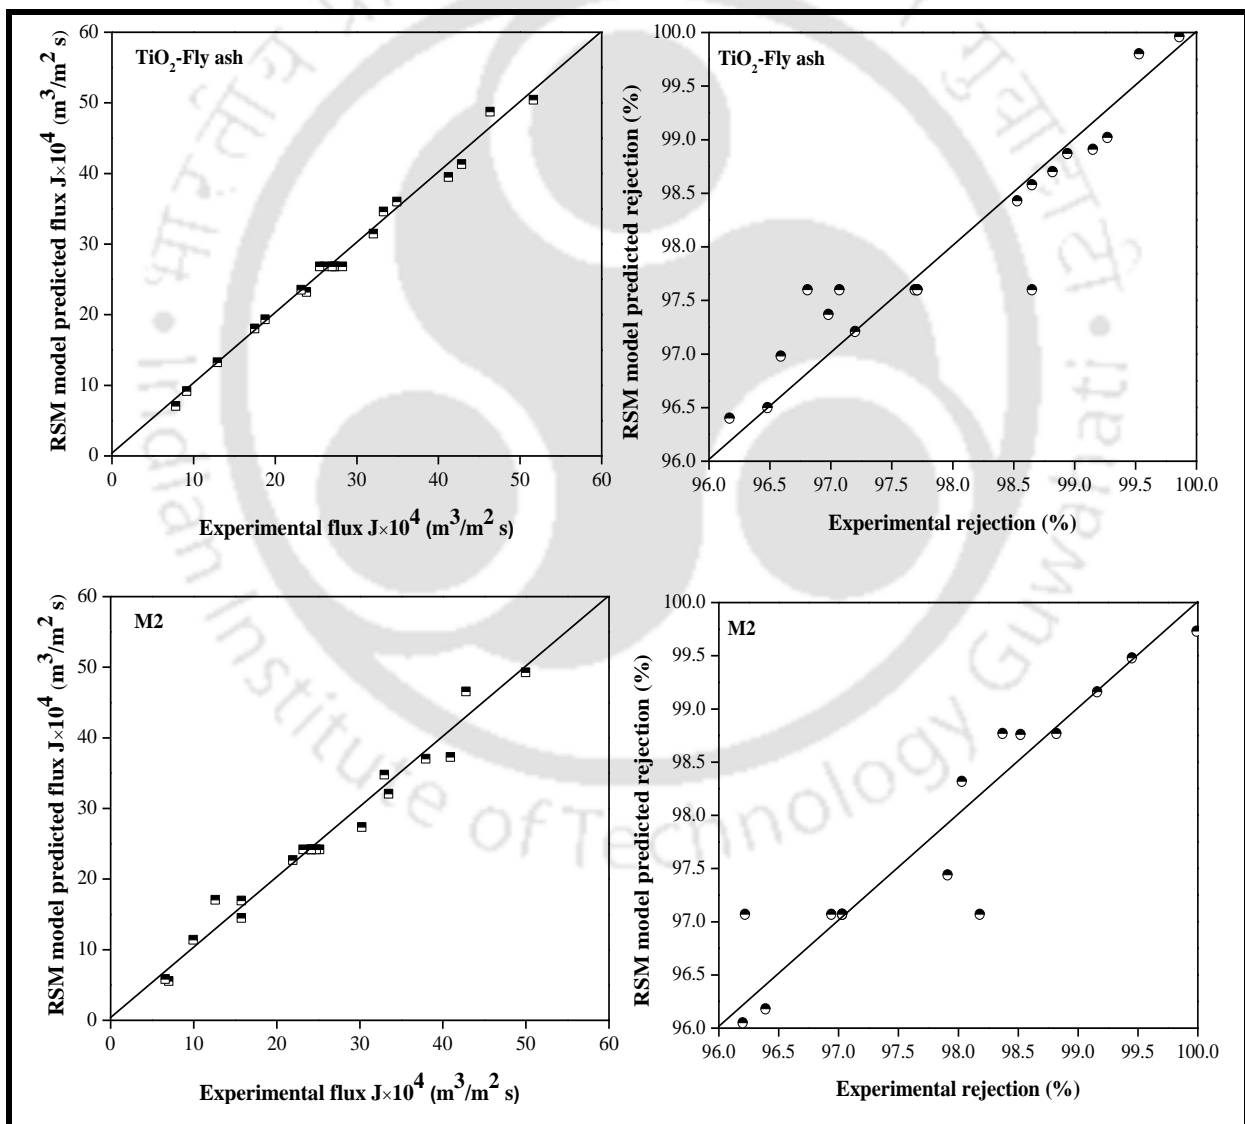 TiO2-Fly ash
RSM model predicted flux J×10^4 (m^3/m^2 s)
60
50
40
30
20
10
0
0 10 20 30 40 50 60
Experimental flux J×10^4 (m^3/m^2 s)
TiO2-Fly ash
RSM model predicted rejection (%)
100.0
99.5
99.0
98.5
98.0
97.5
97.0
96.5
96.0
96.0 96.5 97.0 97.5 98.0 98.5 99.0 99.5 100.0
Experimental rejection (%)
M2
RSM model predicted flux J×10^4 (m^3/m^2 s)
60
50
40
30
20
10
0
0 10 20 30 40 50 60
Experimental flux J×10^4 (m^3/m^2 s)
M2
RSM model predicted rejection (%)
100.0
99.5
99.0
98.5
98.0
97.5
97.0
96.5
96.0
96.0 96.5 97.0 97.5 98.0 98.5 99.0 99.5 100.0
Experimental rejection (%)
भारतीय
गुवाहाटी
Indian Institute of Technology Guwahati